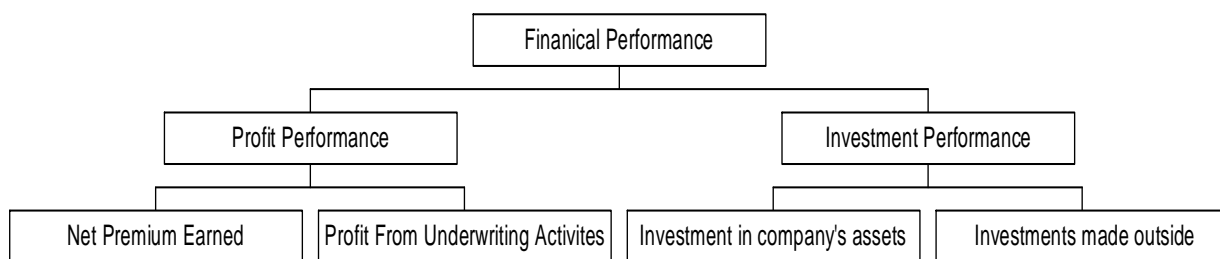 Finanical Performance
Profit Performance
Investment Performance
Net Premium Earned
Profit From Underwriting Activites
Investment in company's assets
Investments made outside